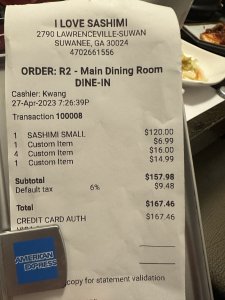 I LOVE SASHIMI
2790 LAWRENCEVILLE-SUWAN
SUWANEE, GA 30024
4702661556
ORDER: R2 - Main Dining Room
DINE-IN
Cashier: Kwang
27-Apr-2023 7:26:39P
Transaction 100008
1 SASHIMI SMALL $120.00
1 Custom Item $6.99
4 Custom Item $16.00
1 Custom Item $14.99
Subtotal $157.98
Default tax 6% $9.48
Total $167.46
CREDIT CARD AUTH $167.46
AMERICAN EXPRESS
copy for statement validation